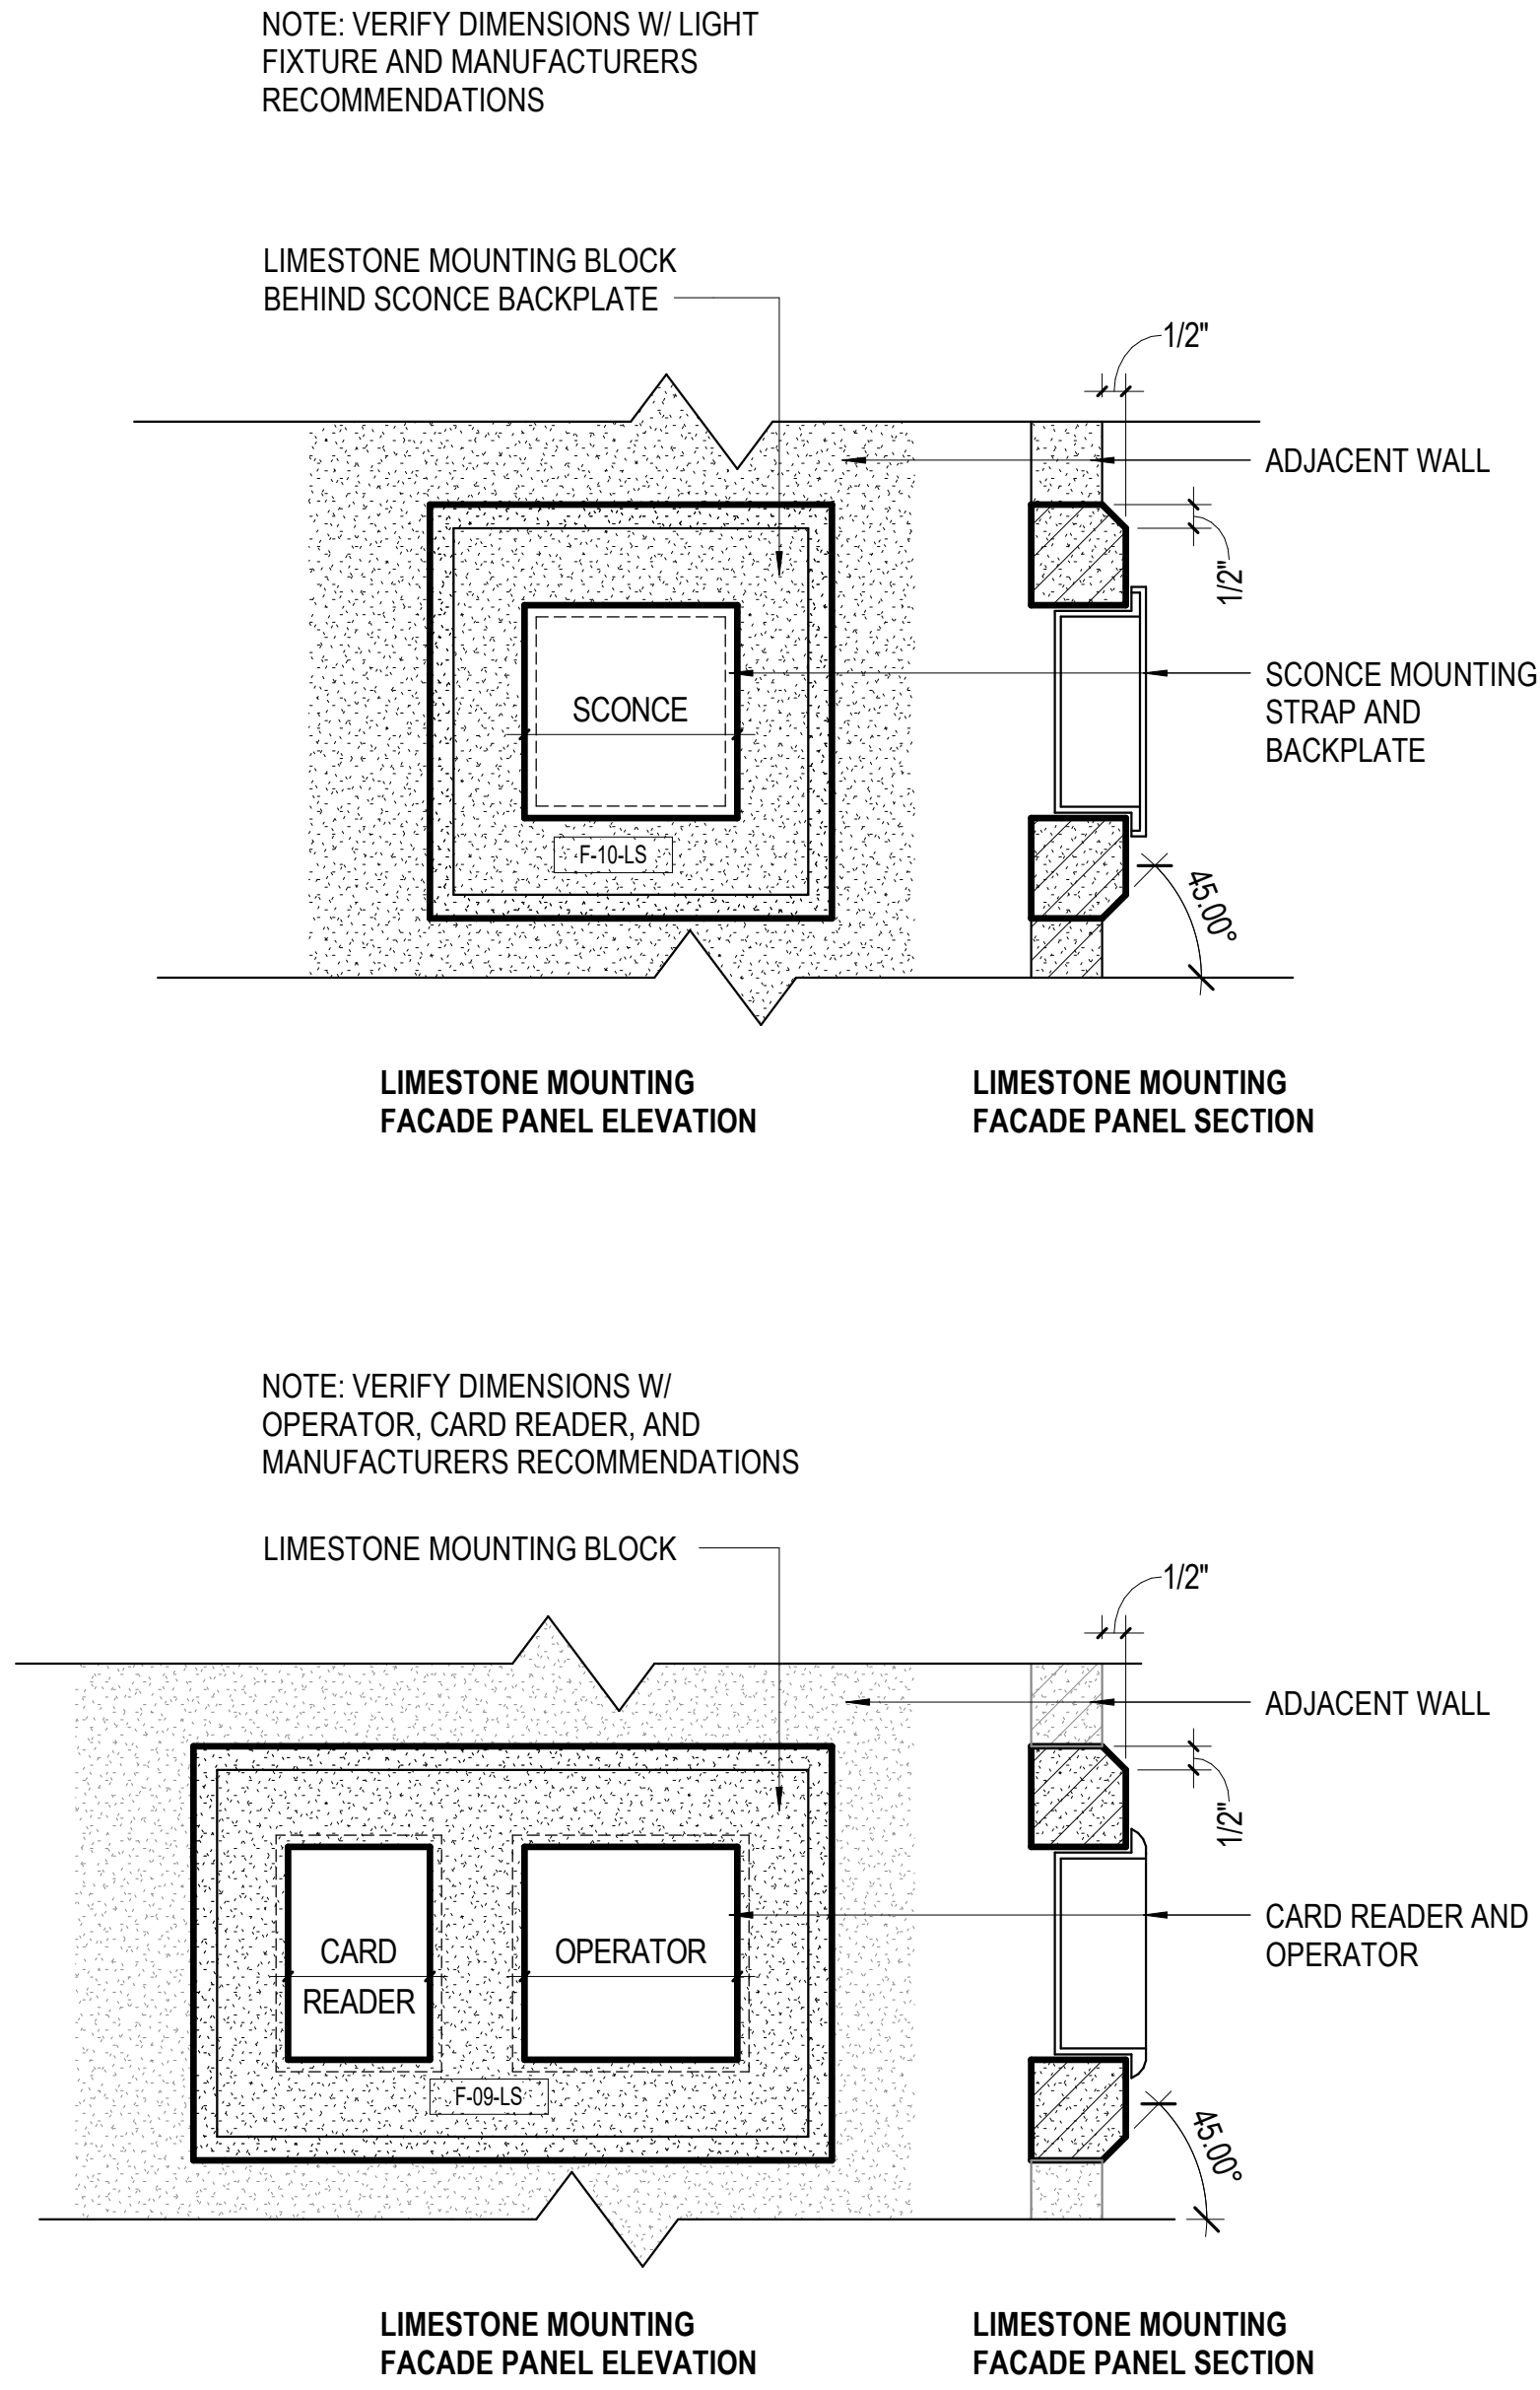 NOTE: VERIFY DIMENSIONS W/ LIGHT
FIXTURE AND MANUFACTURERS
RECOMMENDATIONS
LIMESTONE MOUNTING BLOCK
BEHIND SCONCE BACKPLATE
1/2"
ADJACENT WALL
1/2"
SCONCE MOUNTING
STRAP AND
BACKPLATE
SCONCE
F-10-LS
45.00°
LIMESTONE MOUNTING
FACADE PANEL ELEVATION
LIMESTONE MOUNTING
FACADE PANEL SECTION
NOTE: VERIFY DIMENSIONS W/
OPERATOR, CARD READER, AND
MANUFACTURERS RECOMMENDATIONS
LIMESTONE MOUNTING BLOCK
1/2"
ADJACENT WALL
1/2"
CARD READER AND
OPERATOR
CARD
READER
OPERATOR
F-09-LS
45.00°
LIMESTONE MOUNTING
FACADE PANEL ELEVATION
LIMESTONE MOUNTING
FACADE PANEL SECTION